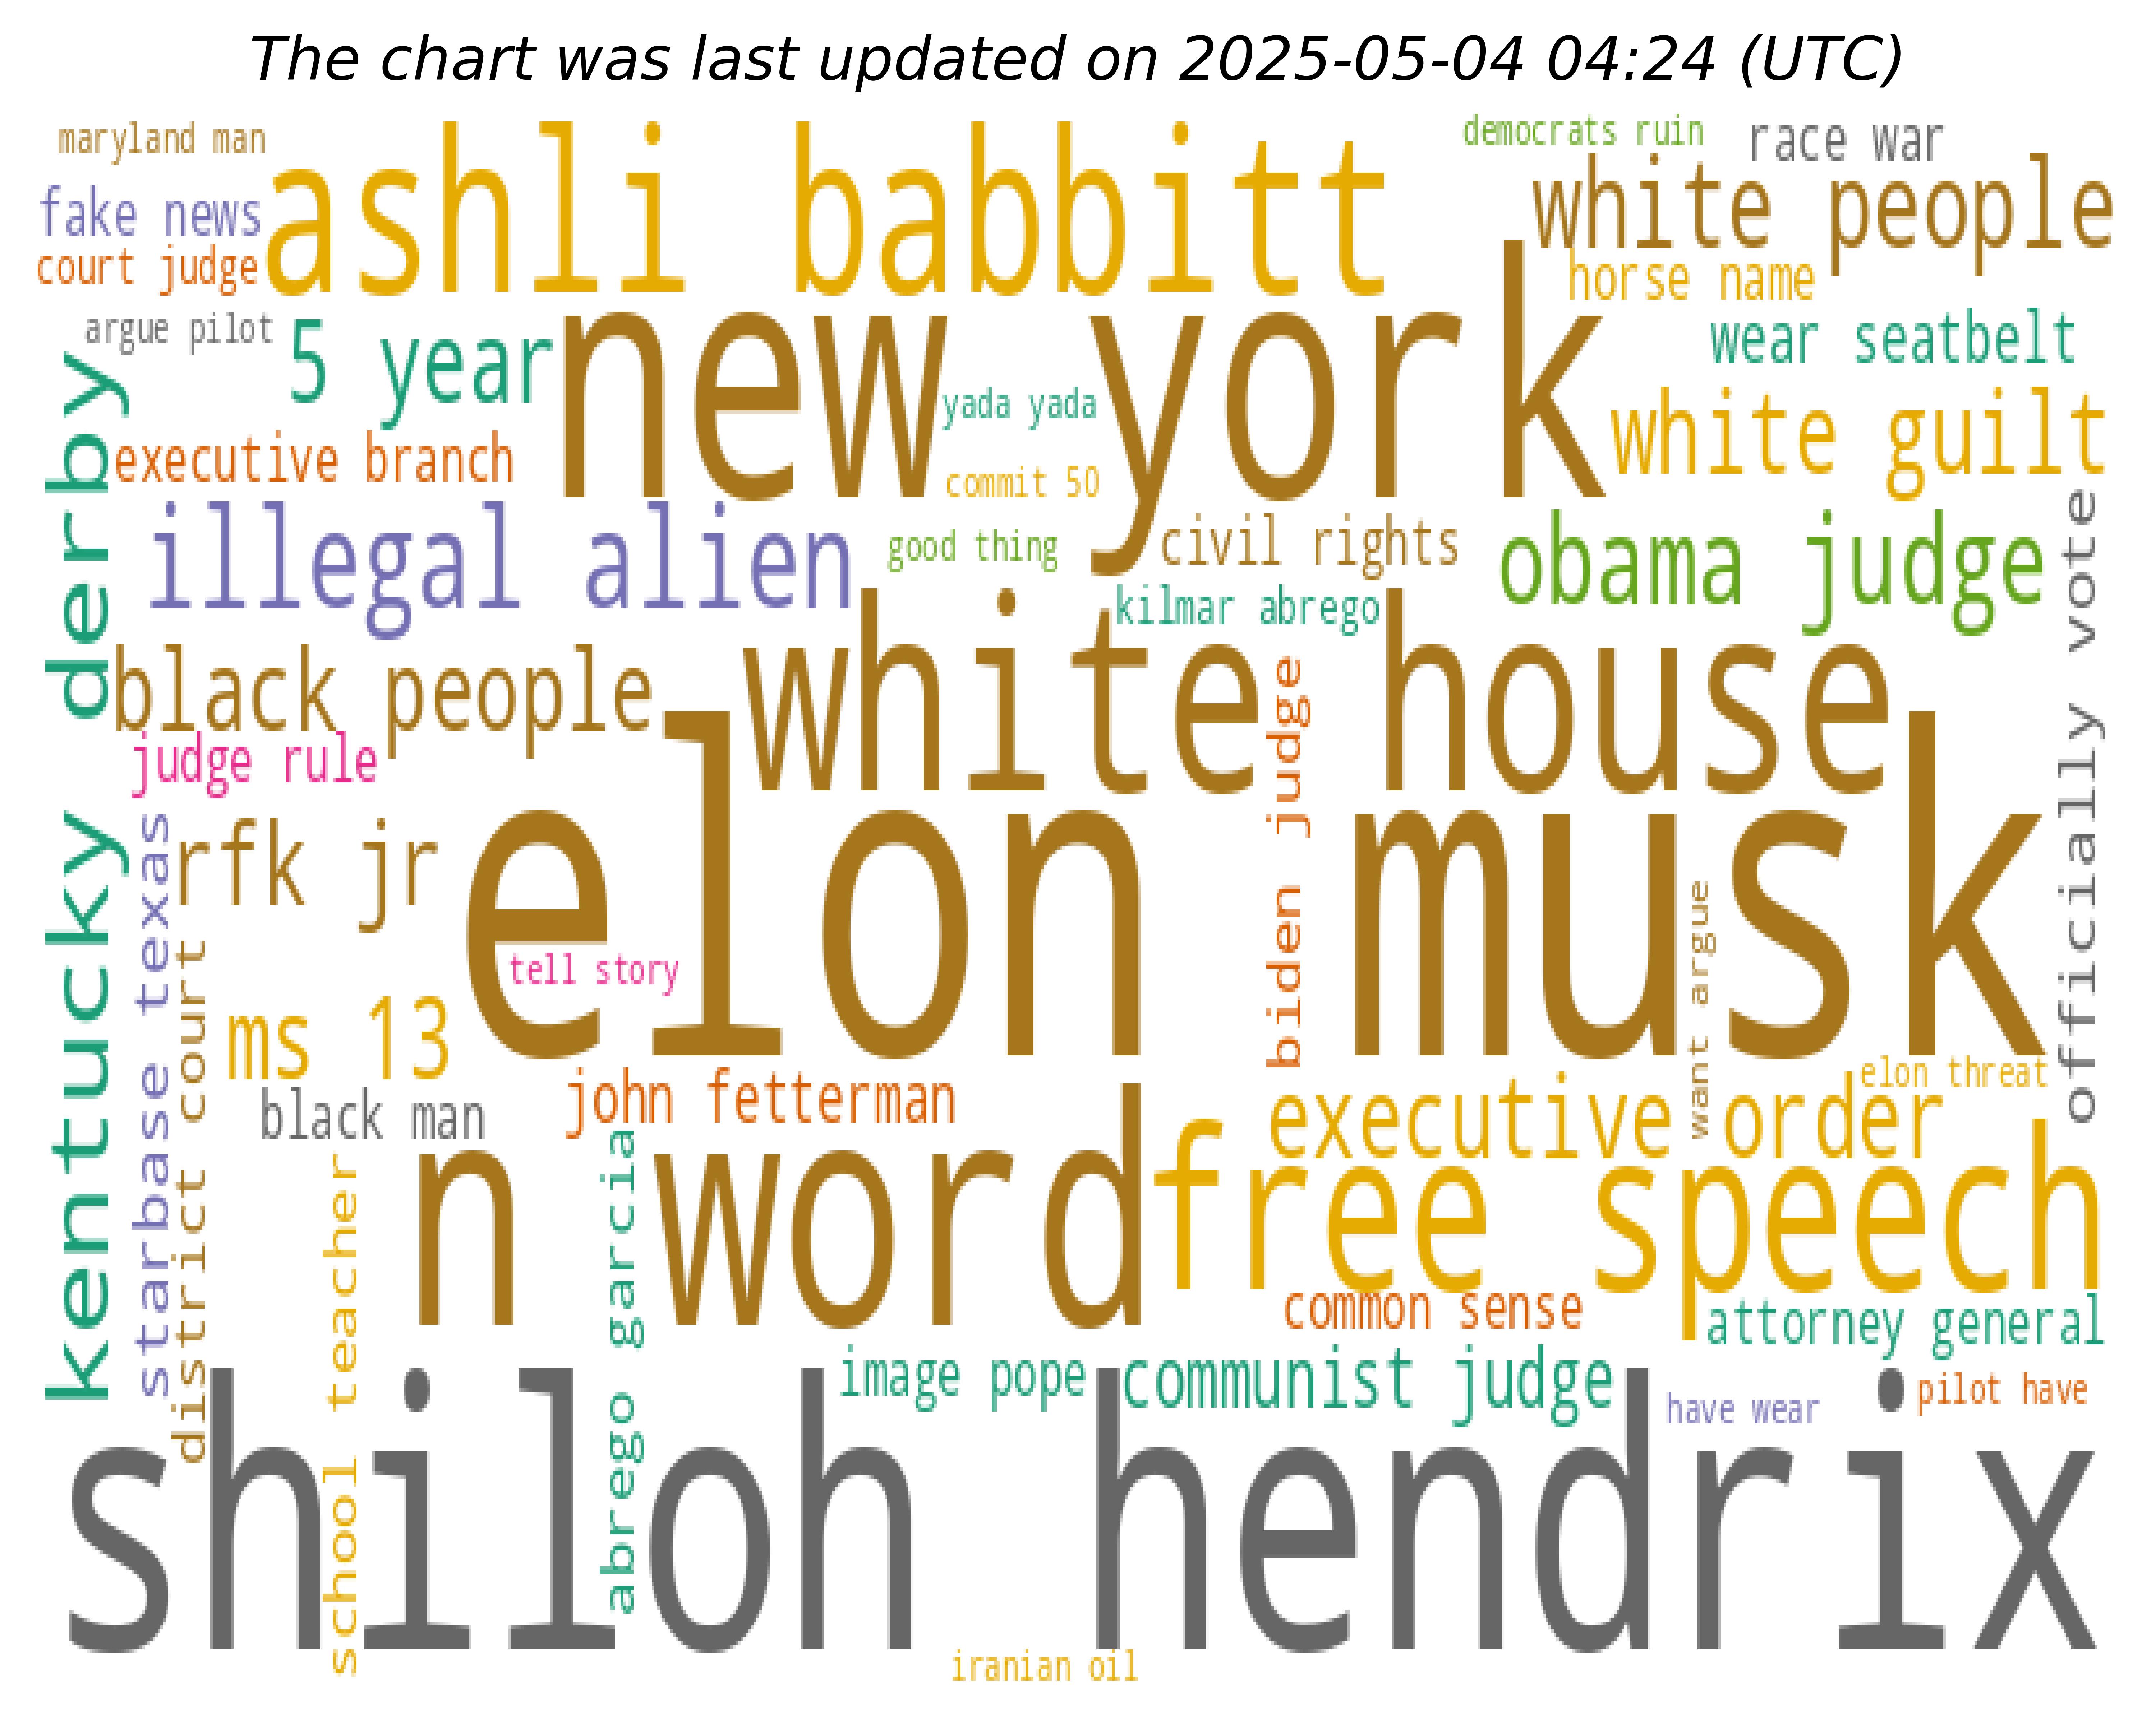 The chart was last updated on 2025-05-04 04:24 (UTC)
maryland man
ashli babbitt
democrats ruin
race war
white people
fake news
court judge
horse name
argue pilot
5 year
new york
wear seatbelt
yada yada
white guilt
executive branch
commit 50
kentucky derby
illegal alien
good thing
civil rights
obama judge
officially vote
kilmar abrego
black people
white house
biden judge
judge rule
elon musk
rfk jr
starbase texas
district court
tell story
want argue
ms 13
elon threat
black man
john fetterman
executive order
n word
free speech
school teacher
abrego garcia
common sense
attorney general
image pope
communist judge
have wear
pilot have
shiloh hendrix
iranian oil